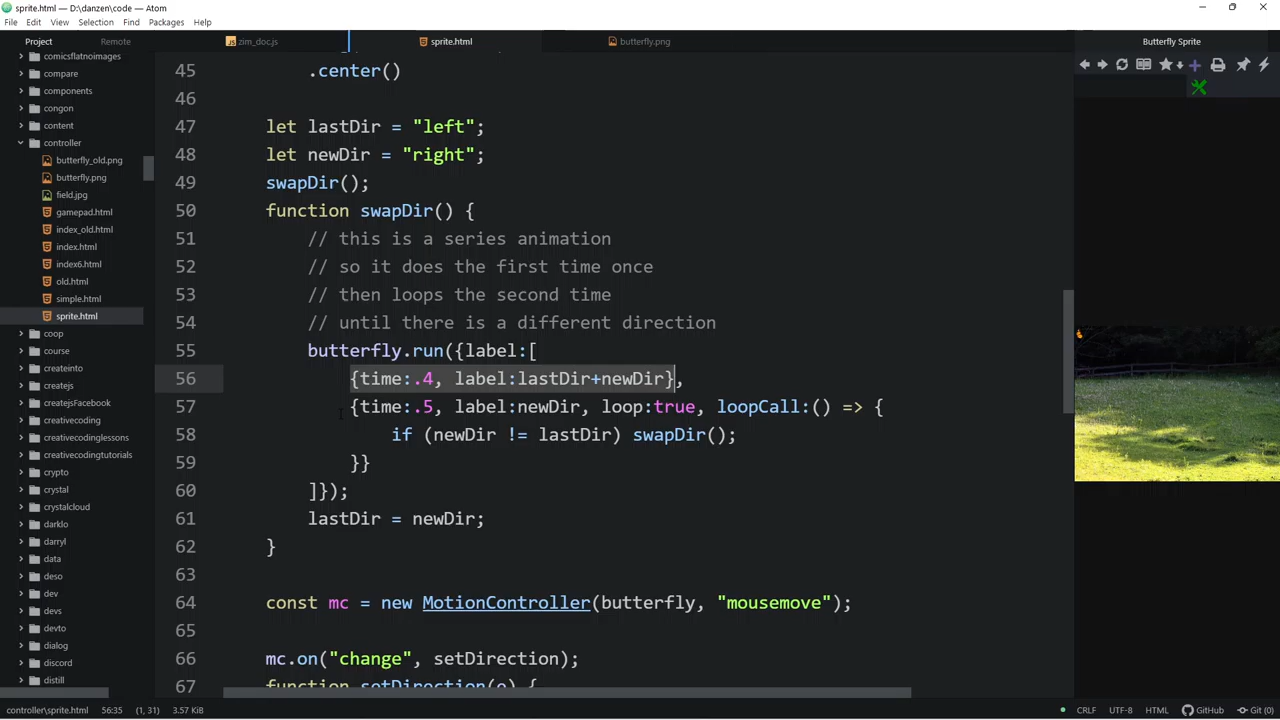 sprite.html — D:\danzen\code — Atom
File Edit View Selection Find Packages Help
Project Remote zim_doc.js sprite.html butterfly.png Butterfly Sprite
comicsflatnoimages
compare
components
congon
content
controller
butterfly_old.png
butterfly.png
field.jpg
gamepad.html
index_old.html
index.html
index6.html
old.html
simple.html
sprite.html
coop
course
createinto
createjs
createjsFacebook
creativecoding
creativecodinglessons
creativecodingtutorials
crypto
crystal
crystalcloud
darklo
darryl
data
deso
dev
devs
devto
dialog
discord
distill
45 .center()
46
47 let lastDir = "left";
48 let newDir = "right";
49 swapDir();
50 function swapDir() {
51 // this is a series animation
52 // so it does the first time once
53 // then loops the second time
54 // until there is a different direction
55 butterfly.run({label:[
56 {time:.4, label:lastDir+newDir},
57 {time:.5, label:newDir, loop:true, loopCall:() => {
58 if (newDir != lastDir) swapDir();
59 }}
60 ]});
61 lastDir = newDir;
62 }
63
64 const mc = new MotionController(butterfly, "mousemove");
65
66 mc.on("change", setDirection);
67 function setDirection(e) {
controller\sprite.html 56:35 (1, 31) 3.57 KiB CRLF UTF-8 HTML GitHub Git (0)